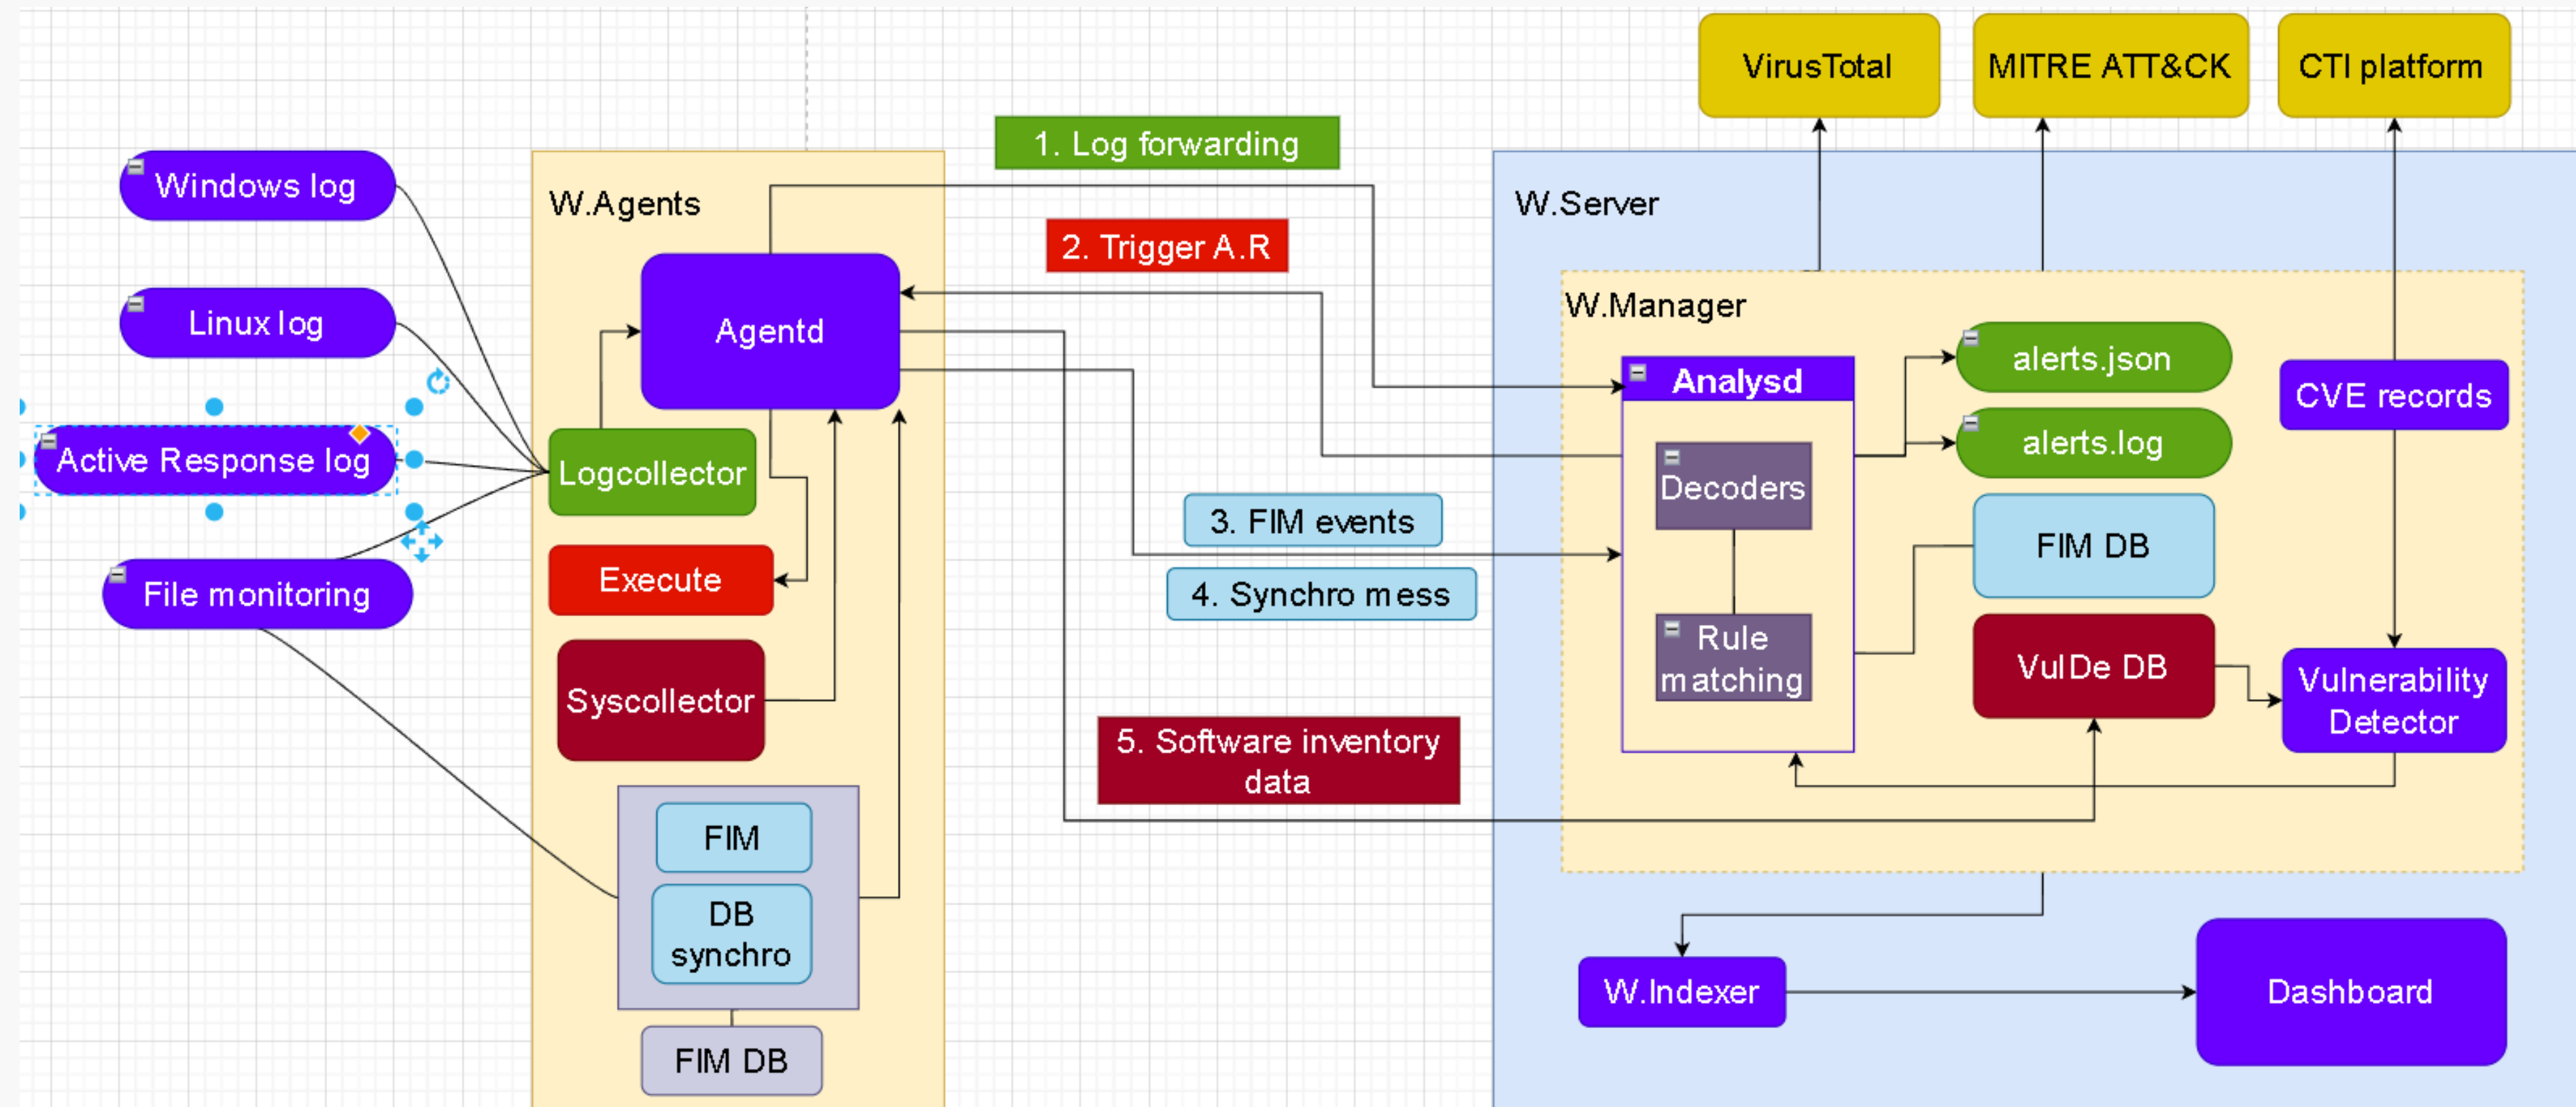 VirusTotal
MITRE ATT&CK
CTI platform
1. Log forwarding
Windows log
W.Agents
W.Server
2. Trigger A.R
W.Manager
Linux log
Agentd
alerts.json
Analysd
CVE records
alerts.log
Active Response log
Logcollector
Decoders
3. FIM events
FIM DB
Execute
File monitoring
4. Synchro mess
Rule
matching
VulDe DB
Vulnerability
Detector
Syscollector
5. Software inventory
data
FIM
DB
synchro
W.Indexer
Dashboard
FIM DB